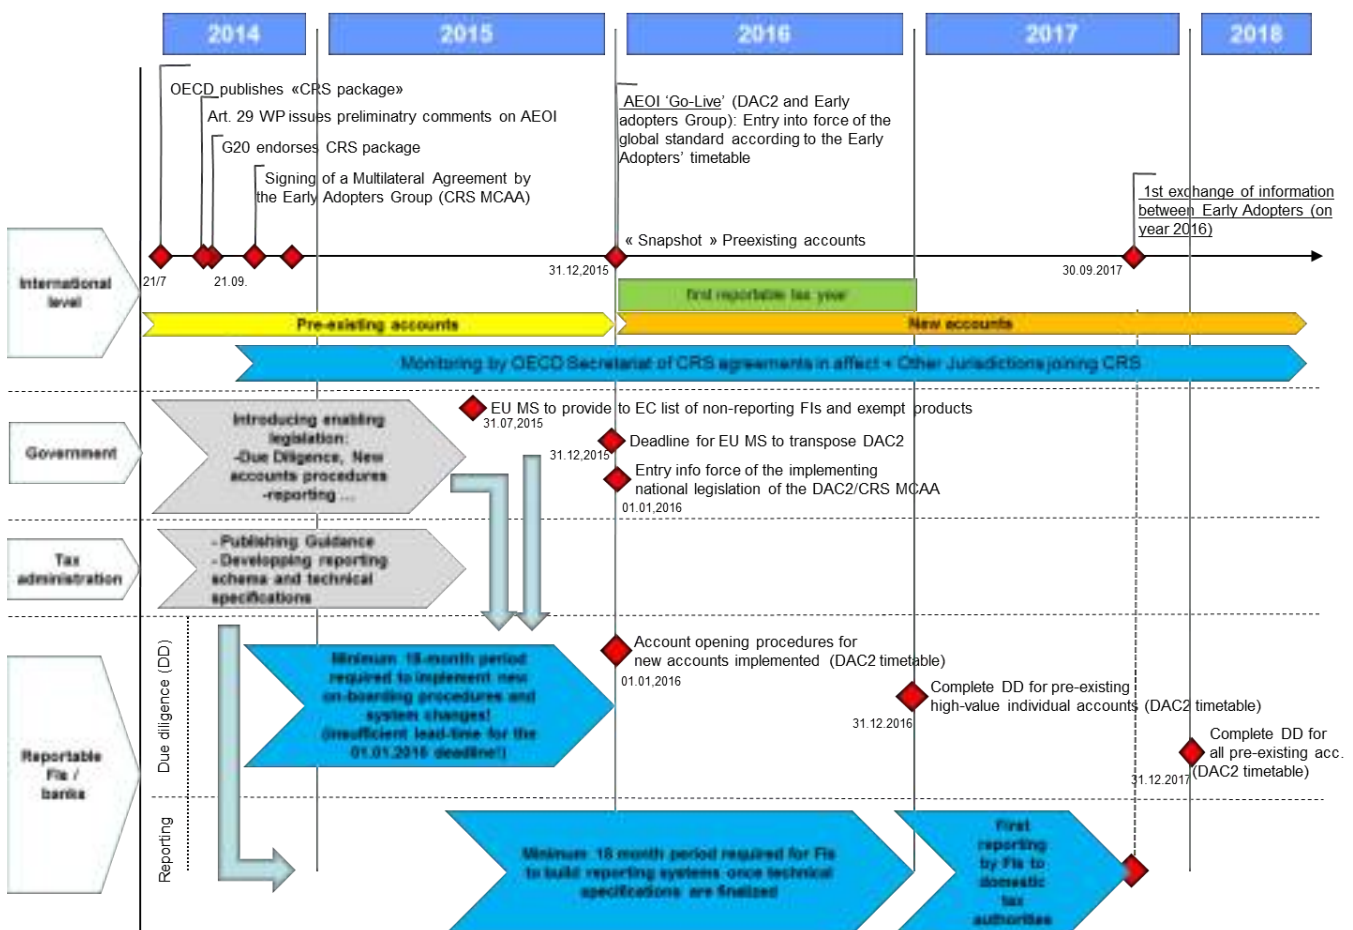 2014
2015
2016
2017
2018
OECD publishes «CRS package»
Art. 29 WP issues preliminatry comments on AEOI
G20 endorses CRS package
Signing of a Multilateral Agreement by
the Early Adopters Group (CRS MCAA)
AEOI 'Go-Live' (DAC2 and Early
adopters Group): Entry into force of the
global standard according to the Early
Adopters' timetable
1st exchange of information
between Early Adopters (on
year 2016)
« Snapshot » Preexisting accounts
21/7
21.09.
31.12,2015
30.09.2017
International
level
first reportable tax year
Pre-existing accounts
New accounts
Monitoring by OECD Secretariat of CRS agreements in affect + Other Jurisdictions joining CRS
Government
Introducing enabling
legislation:
-Due Diligence, New
accounts procedures
-reporting ...
EU MS to provide to EC list of non-reporting FIs and exempt products
31.07,2015
Deadline for EU MS to transpose DAC2
31.12,2015
Entry info force of the implementing
national legislation of the DAC2/CRS MCAA
01.01,2016
Tax
administration
- Publishing Guidance
- Developping reporting
schema and technical
specifications
Reportable
FIs /
banks
Due diligence (DD)
Minimum 18-month period
required to implement new
on-boarding procedures and
system changes!
(insufficient lead-time for the
01.01.2016 deadline!)
Account opening procedures for
new accounts implemented (DAC2 timetable)
01.01,2016
Complete DD for pre-existing
high-value individual accounts (DAC2 timetable)
31.12.2016
Complete DD for
all pre-existing acc.
(DAC2 timetable)
31.12.2017
Reporting
Minimum 18 month period required for FIs
to build reporting systems once technical
specifications are finalized
First
reporting
by FIs to
domestic
tax
authorities